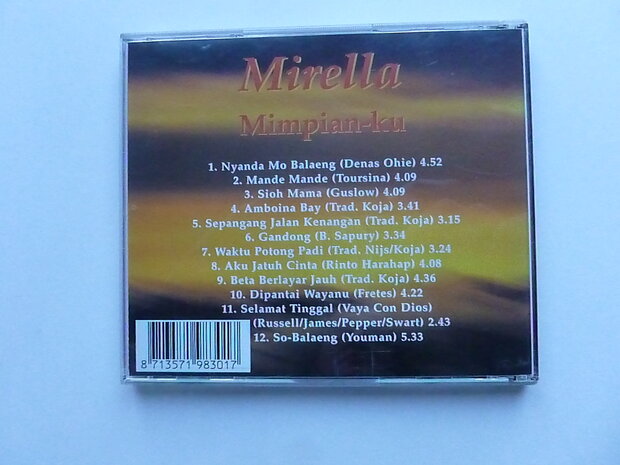 Mirella
Mimpian-ku
1. Nyanda Mo Balaeng (Denas Ohie) 4.52
2. Mande Mande (Toursina) 4.09
3. Sioh Mama (Guslow) 4.09
4. Amboina Bay (Trad. Koja) 3.41
5. Sepangang Jalan Kenangan (Trad. Koja) 3.15
6. Gandong (B. Sapury) 3.34
7. Waktu Potong Padi (Trad. Nijs/Koja) 3.24
8. Aku Jatuh Cinta (Rinto Harahap) 4.08
9. Beta Berlayar Jauh (Trad. Koja) 4.36
10. Dipantai Wayanu (Fretes) 4.22
11. Selamat Tinggal (Vaya Con Dios)
(Russell/James/Pepper/Swart) 2.43
12. So-Balaeng (Youman) 5.33
8 713571 983017